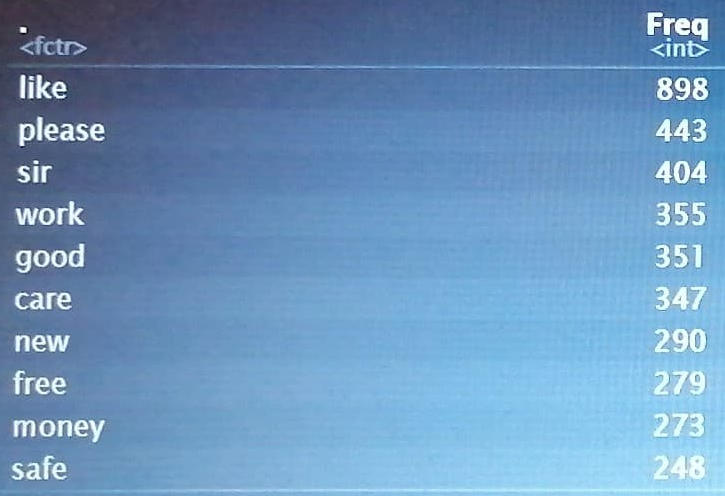 . Freq
<fctr> <int>
like 898
please 443
sir 404
work 355
good 351
care 347
new 290
free 279
money 273
safe 248